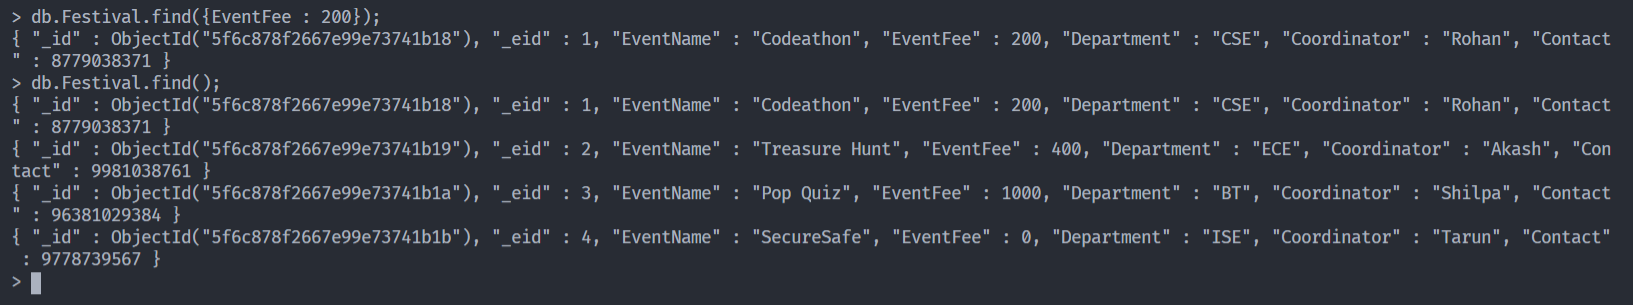 > db.Festival.find({EventFee : 200});
{ "_id" : ObjectId("5f6c878f2667e99e73741b18"), "_eid" : 1, "EventName" : "Codeathon", "EventFee" : 200, "Department" : "CSE", "Coordinator" : "Rohan", "Contact
" : 8779038371 }
> db.Festival.find();
{ "_id" : ObjectId("5f6c878f2667e99e73741b18"), "_eid" : 1, "EventName" : "Codeathon", "EventFee" : 200, "Department" : "CSE", "Coordinator" : "Rohan", "Contact
" : 8779038371 }
{ "_id" : ObjectId("5f6c878f2667e99e73741b19"), "_eid" : 2, "EventName" : "Treasure Hunt", "EventFee" : 400, "Department" : "ECE", "Coordinator" : "Akash", "Con
tact" : 9981038761 }
{ "_id" : ObjectId("5f6c878f2667e99e73741b1a"), "_eid" : 3, "EventName" : "Pop Quiz", "EventFee" : 1000, "Department" : "BT", "Coordinator" : "Shilpa", "Contact
" : 96381029384 }
{ "_id" : ObjectId("5f6c878f2667e99e73741b1b"), "_eid" : 4, "EventName" : "SecureSafe", "EventFee" : 0, "Department" : "ISE", "Coordinator" : "Tarun", "Contact"
 : 9778739567 }
>